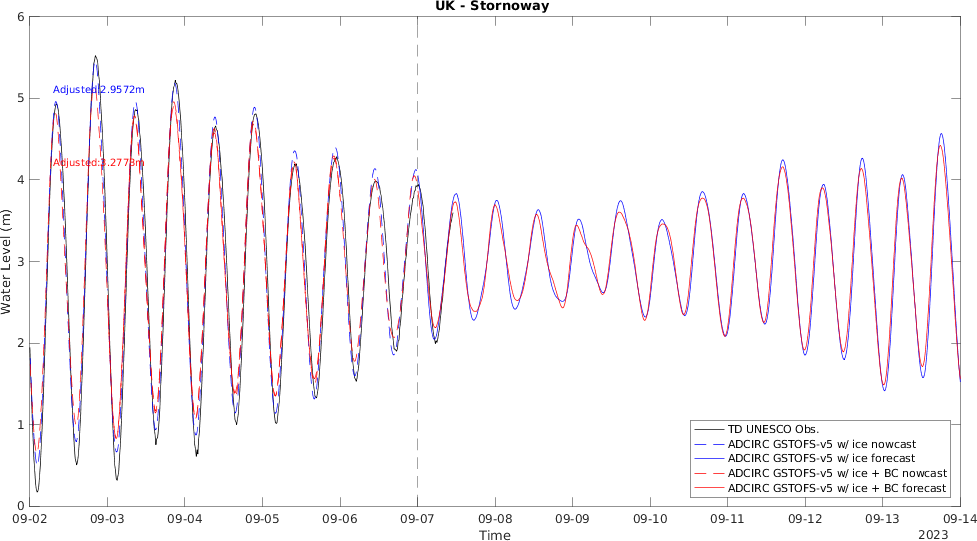 UK - Stornoway
6
5
4
3
2
1
0
Water Level (m)
Adjusted:2.9572m
Adjusted:3.2773m
TD UNESCO Obs.
ADCIRC GSTOFS-v5 w/ ice nowcast
ADCIRC GSTOFS-v5 w/ ice forecast
ADCIRC GSTOFS-v5 w/ ice + BC nowcast
ADCIRC GSTOFS-v5 w/ ice + BC forecast
09-02 09-03 09-04 09-05 09-06 09-07 09-08 09-09 09-10 09-11 09-12 09-13 09-14
Time
2023